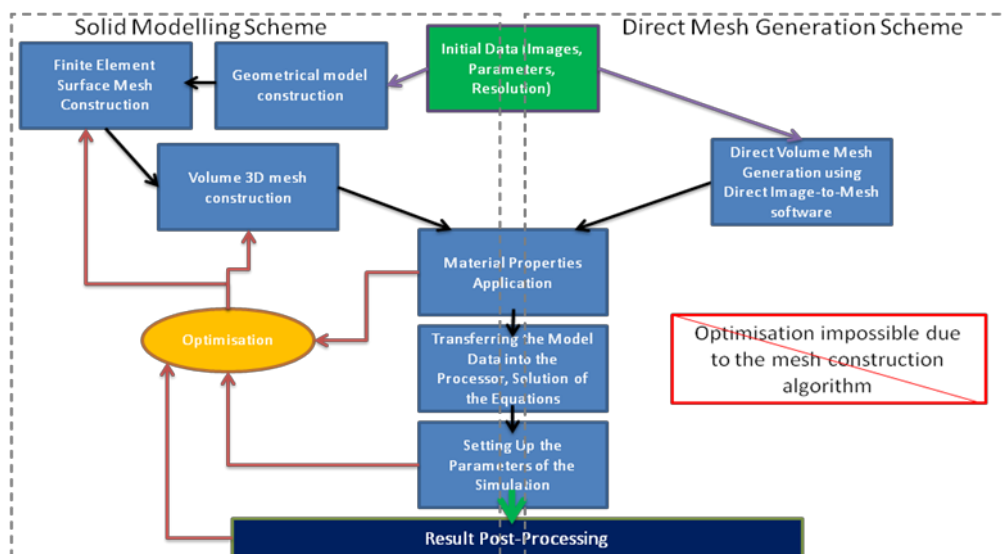 Solid Modelling Scheme
Direct Mesh Generation Scheme
Initial Data (Images,
Parameters,
Resolution)
Finite Element
Surface Mesh
Construction
Geometrical model
construction
Volume 3D mesh
construction
Direct Volume Mesh
Generation using
Direct Image-to-Mesh
software
Material Properties
Application
Optimisation
Transferring the Model
Data into the
Processor, Solution of
the Equations
Optimisation impossible due
to the mesh construction
algorithm
Setting Up the
Parameters of the
Simulation
Result Post-Processing